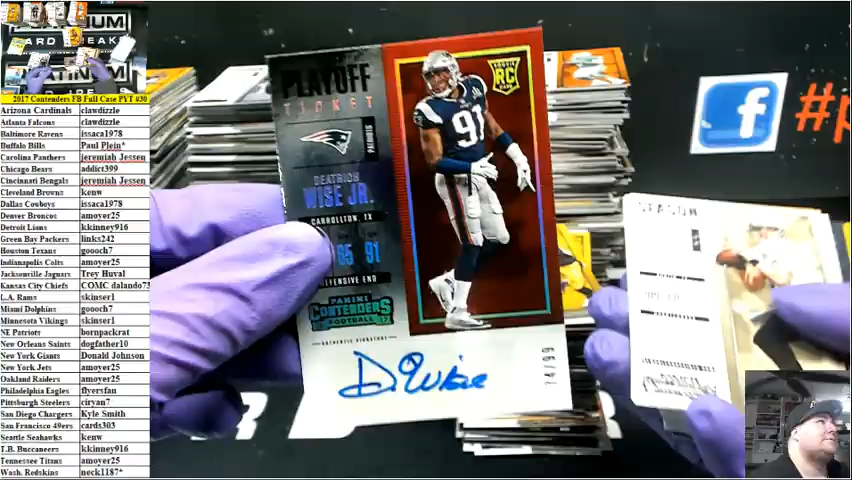 2017 Contenders FB Full Case PYT #30
Arizona Cardinals clawdizzle
Atlanta Falcons clawdizzle
Baltimore Ravens issaca1978
Buffalo Bills Paul Plein*
Carolina Panthers jeremiah Jessen
Chicago Bears addict399
Cincinnati Bengals jeremiah Jessen
Cleveland Browns kenw
Dallas Cowboys issaca1978
Denver Broncos amoyer25
Detroit Lions kkinney916
Green Bay Packers links242
Houston Texans goooch7
Indianapolis Colts amoyer25
Jacksonville Jaguars Trey Huval
Kansas City Chiefs COMC dalando73
L.A. Rams skinser1
Miami Dolphins goooch7
Minnesota Vikings skinser1
NE Patriots bornpackrat
New Orleans Saints dogfather10
New York Giants Donald Johnson
New York Jets amoyer25
Oakland Raiders amoyer25
Philadelphia Eagles flyersfan
Pittsburgh Steelers ciryan7
San Diego Chargers Kyle Smith
San Francisco 49ers cards303
Seattle Seahawks kenw
T.B. Buccaneers kkinney916
Tennessee Titans amoyer25
Wash. Redskins neck1187*
PLAYOFF
TICKET
PATRIOTS
DEATRICH
WISE JR.
CARROLLTON, TX
65 91
DEFENSIVE END
PANINI
CONTENDERS
FOOTBALL 17
AUTHENTIC SIGNATURE
D Wise
74/99
RC
91
SEASON
f
#p